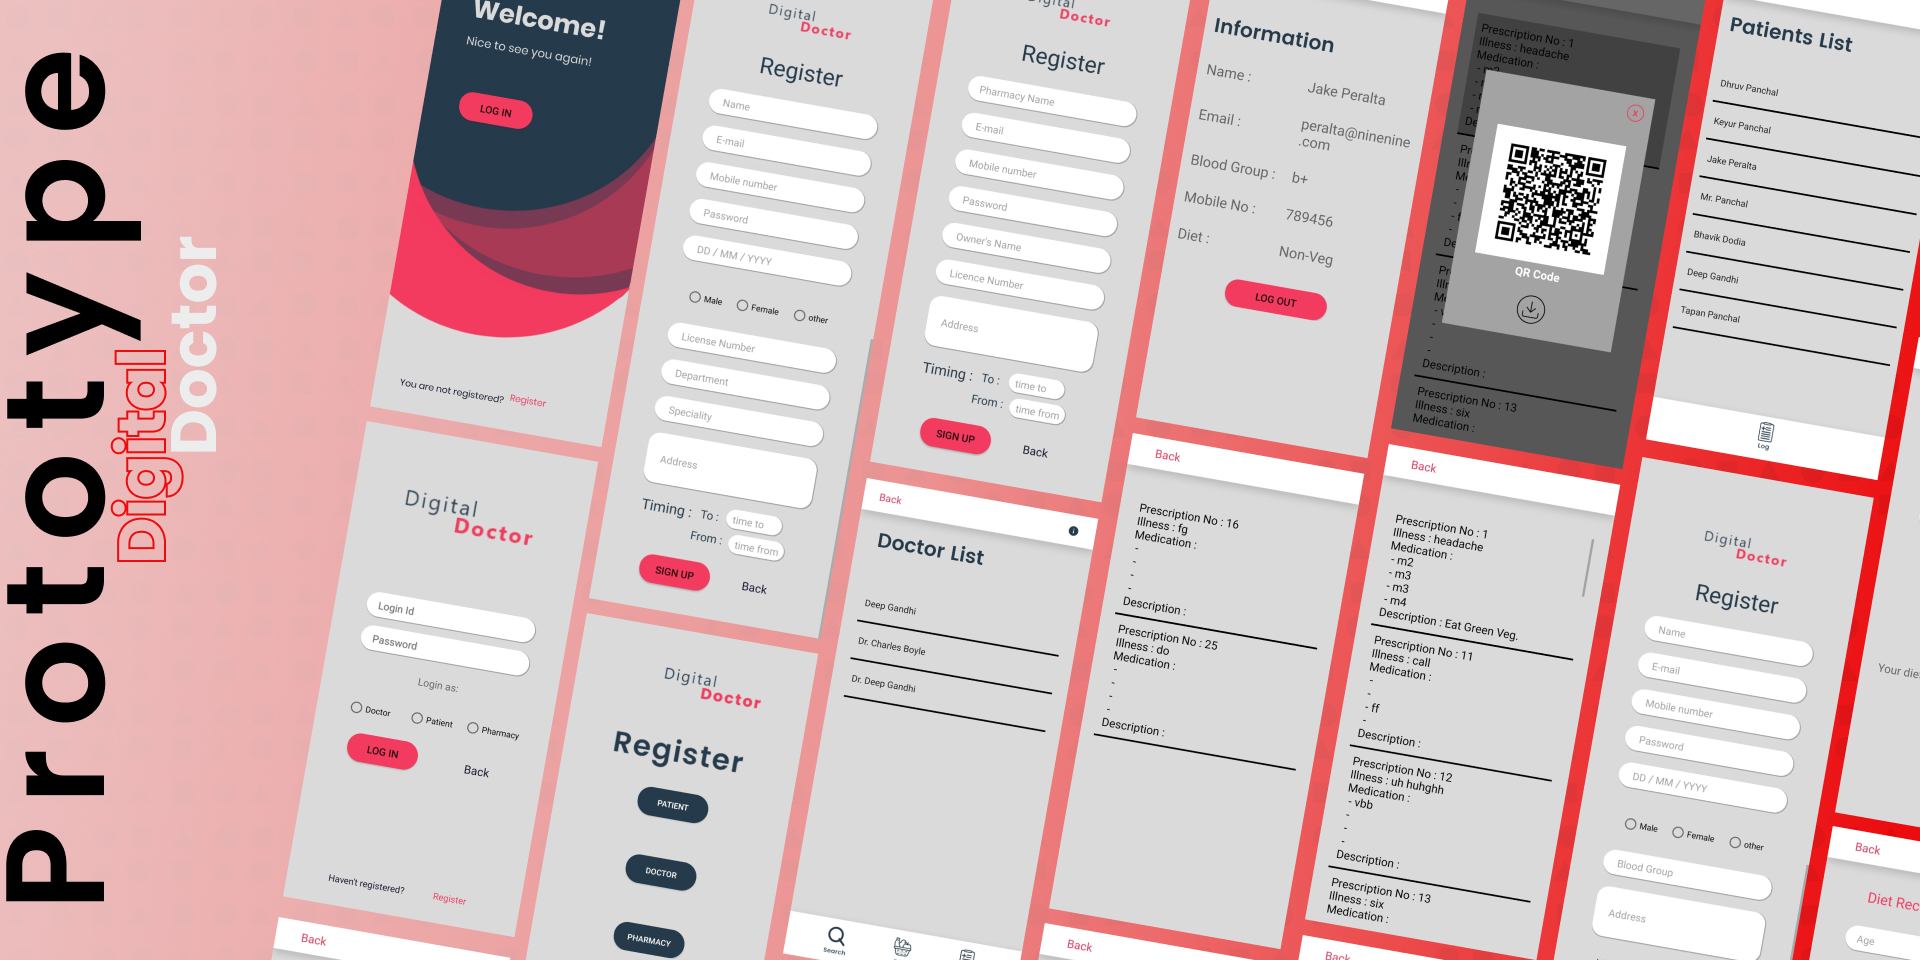 Prototype
Digital
Doctor
Welcome!
Nice to see you again!
LOG IN
You are not registered? Register
Digital
Doctor
Login Id
Password
Login as:
Doctor
Patient
Pharmacy
LOG IN
Back
Haven't registered?
Register
Back
Digital
Doctor
Register
Name
E-mail
Mobile number
Password
DD / MM / YYYY
Male
Female
other
License Number
Department
Speciality
Address
Timing : To : time to
From : time from
SIGN UP
Back
Digital
Doctor
Register
PATIENT
DOCTOR
PHARMACY
Digital
Doctor
Register
Pharmacy Name
E-mail
Mobile number
Password
Owner's Name
Licence Number
Address
Timing : To : time to
From : time from
SIGN UP
Back
Back
Doctor List
Deep Gandhi
Dr. Charles Boyle
Dr. Deep Gandhi
Search
Information
Name : Jake Peralta
Email : peralta@ninenine
.com
Blood Group : b+
Mobile No : 789456
Diet : Non-Veg
LOG OUT
Back
Prescription No : 16
Illness : fg
Medication :
-
-
-
-
Description :
Prescription No : 25
Illness : do
Medication :
-
-
-
-
Description :
Back
Prescription No : 1
Illness : headache
Medication :
X
QR Code
-
-
Description :
Prescription No : 13
Illness : six
Medication :
Back
Prescription No : 1
Illness : headache
Medication :
- m2
- m3
- m3
- m4
Description : Eat Green Veg.
Prescription No : 11
Illness : call
Medication :
-
-
- ff
-
Description :
Prescription No : 12
Illness : uh huhghh
Medication :
- vbb
-
-
-
Description :
Prescription No : 13
Illness : six
Medication :
Back
Patients List
Dhruv Panchal
Keyur Panchal
Jake Peralta
Mr. Panchal
Bhavik Dodia
Deep Gandhi
Tapan Panchal
Log
Digital
Doctor
Register
Name
E-mail
Mobile number
Password
DD / MM / YYYY
Male
Female
other
Blood Group
Address
Your die
Back
Diet Rec
Age